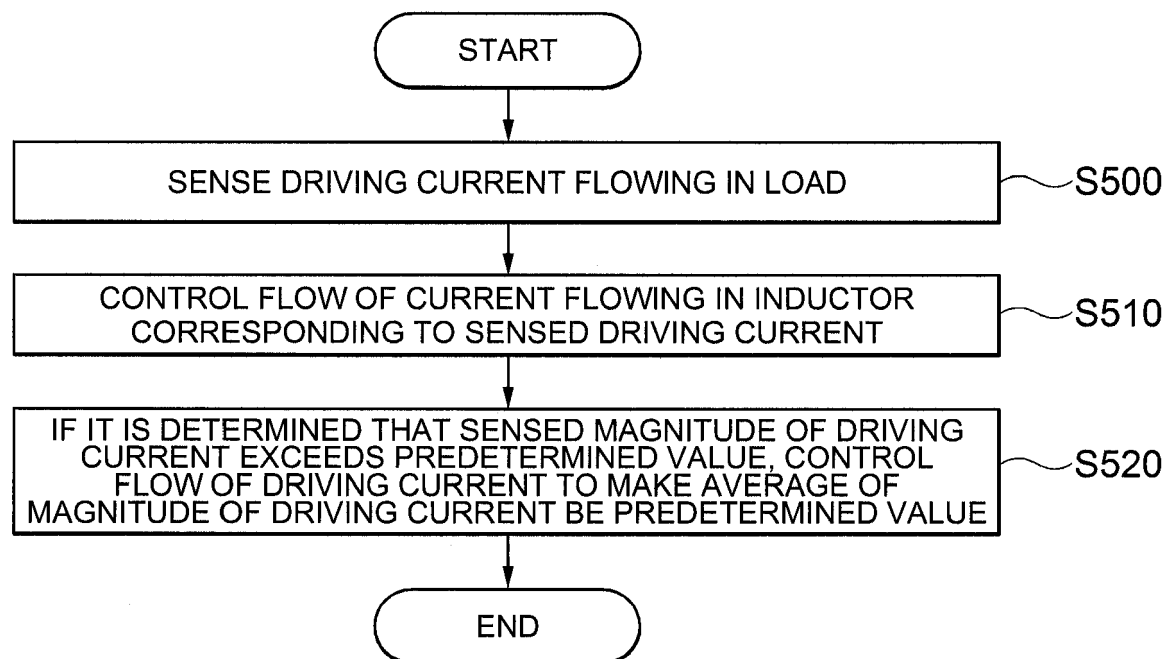 START
SENSE DRIVING CURRENT FLOWING IN LOAD
S500
CONTROL FLOW OF CURRENT FLOWING IN INDUCTOR
CORRESPONDING TO SENSED DRIVING CURRENT
S510
IF IT IS DETERMINED THAT SENSED MAGNITUDE OF DRIVING
CURRENT EXCEEDS PREDETERMINED VALUE, CONTROL
FLOW OF DRIVING CURRENT TO MAKE AVERAGE OF
MAGNITUDE OF DRIVING CURRENT BE PREDETERMINED VALUE
S520
END